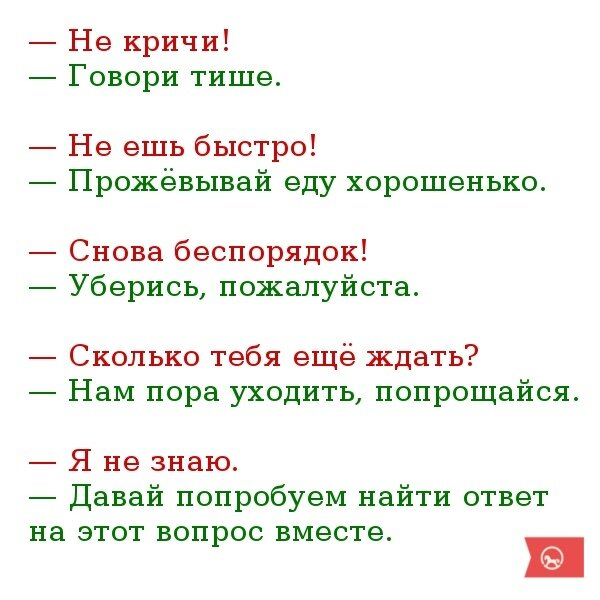 — Не кричи!
— Говори тише.
— Не ешь быстро!
— Прожёвывай еду хорошенько.
— Снова беспорядок!
— Уберись, пожалуйста.
— Сколько тебя ещё ждать?
— Нам пора уходить, попрощайся.
— Я не знаю.
— Давай попробуем найти ответ
на этот вопрос вместе.